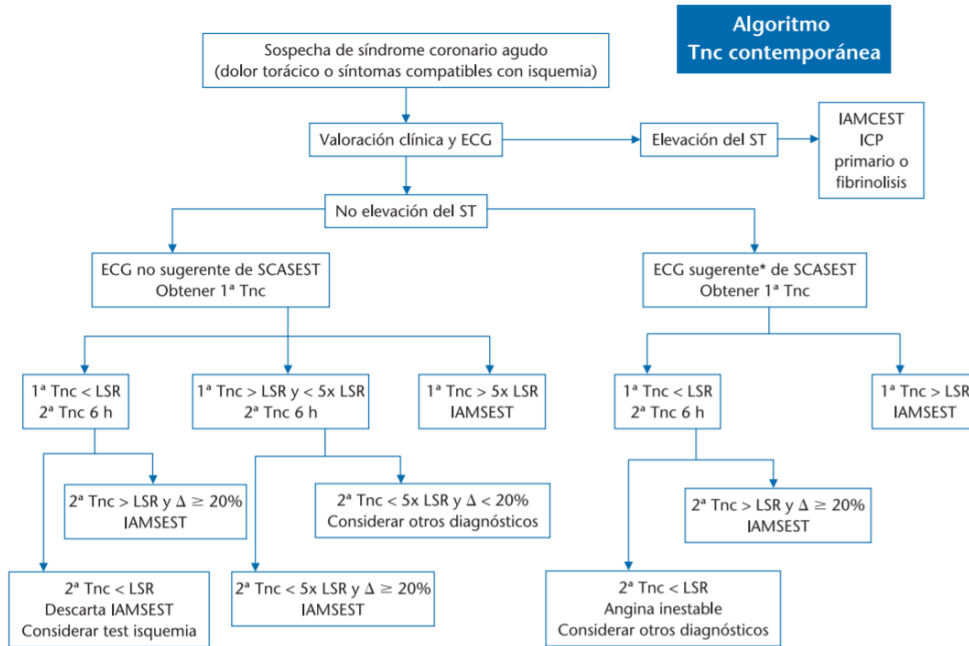 Algoritmo
Tnc contemporánea
Sospecha de síndrome coronario agudo
(dolor torácico o síntomas compatibles con isquemia)
Valoración clínica y ECG
Elevación del ST
IAMCEST
ICP
primario o
fibrinolisis
No elevación del ST
ECG no sugerente de SCASEST
Obtener 1ª Tnc
ECG sugerente* de SCASEST
Obtener 1ª Tnc
1ª Tnc < LSR
2ª Tnc 6 h
1ª Tnc > LSR y < 5x LSR
2ª Tnc 6 h
1ª Tnc > 5x LSR
IAMSEST
1ª Tnc < LSR
2ª Tnc 6 h
1ª Tnc > LSR
IAMSEST
2ª Tnc > LSR y Δ ≥ 20%
IAMSEST
2ª Tnc < 5x LSR y Δ < 20%
Considerar otros diagnósticos
2ª Tnc > LSR y Δ ≥ 20%
IAMSEST
2ª Tnc < LSR
Descarta IAMSEST
Considerar test isquemia
2ª Tnc < 5x LSR y Δ ≥ 20%
IAMSEST
2ª Tnc < LSR
Angina inestable
Considerar otros diagnósticos